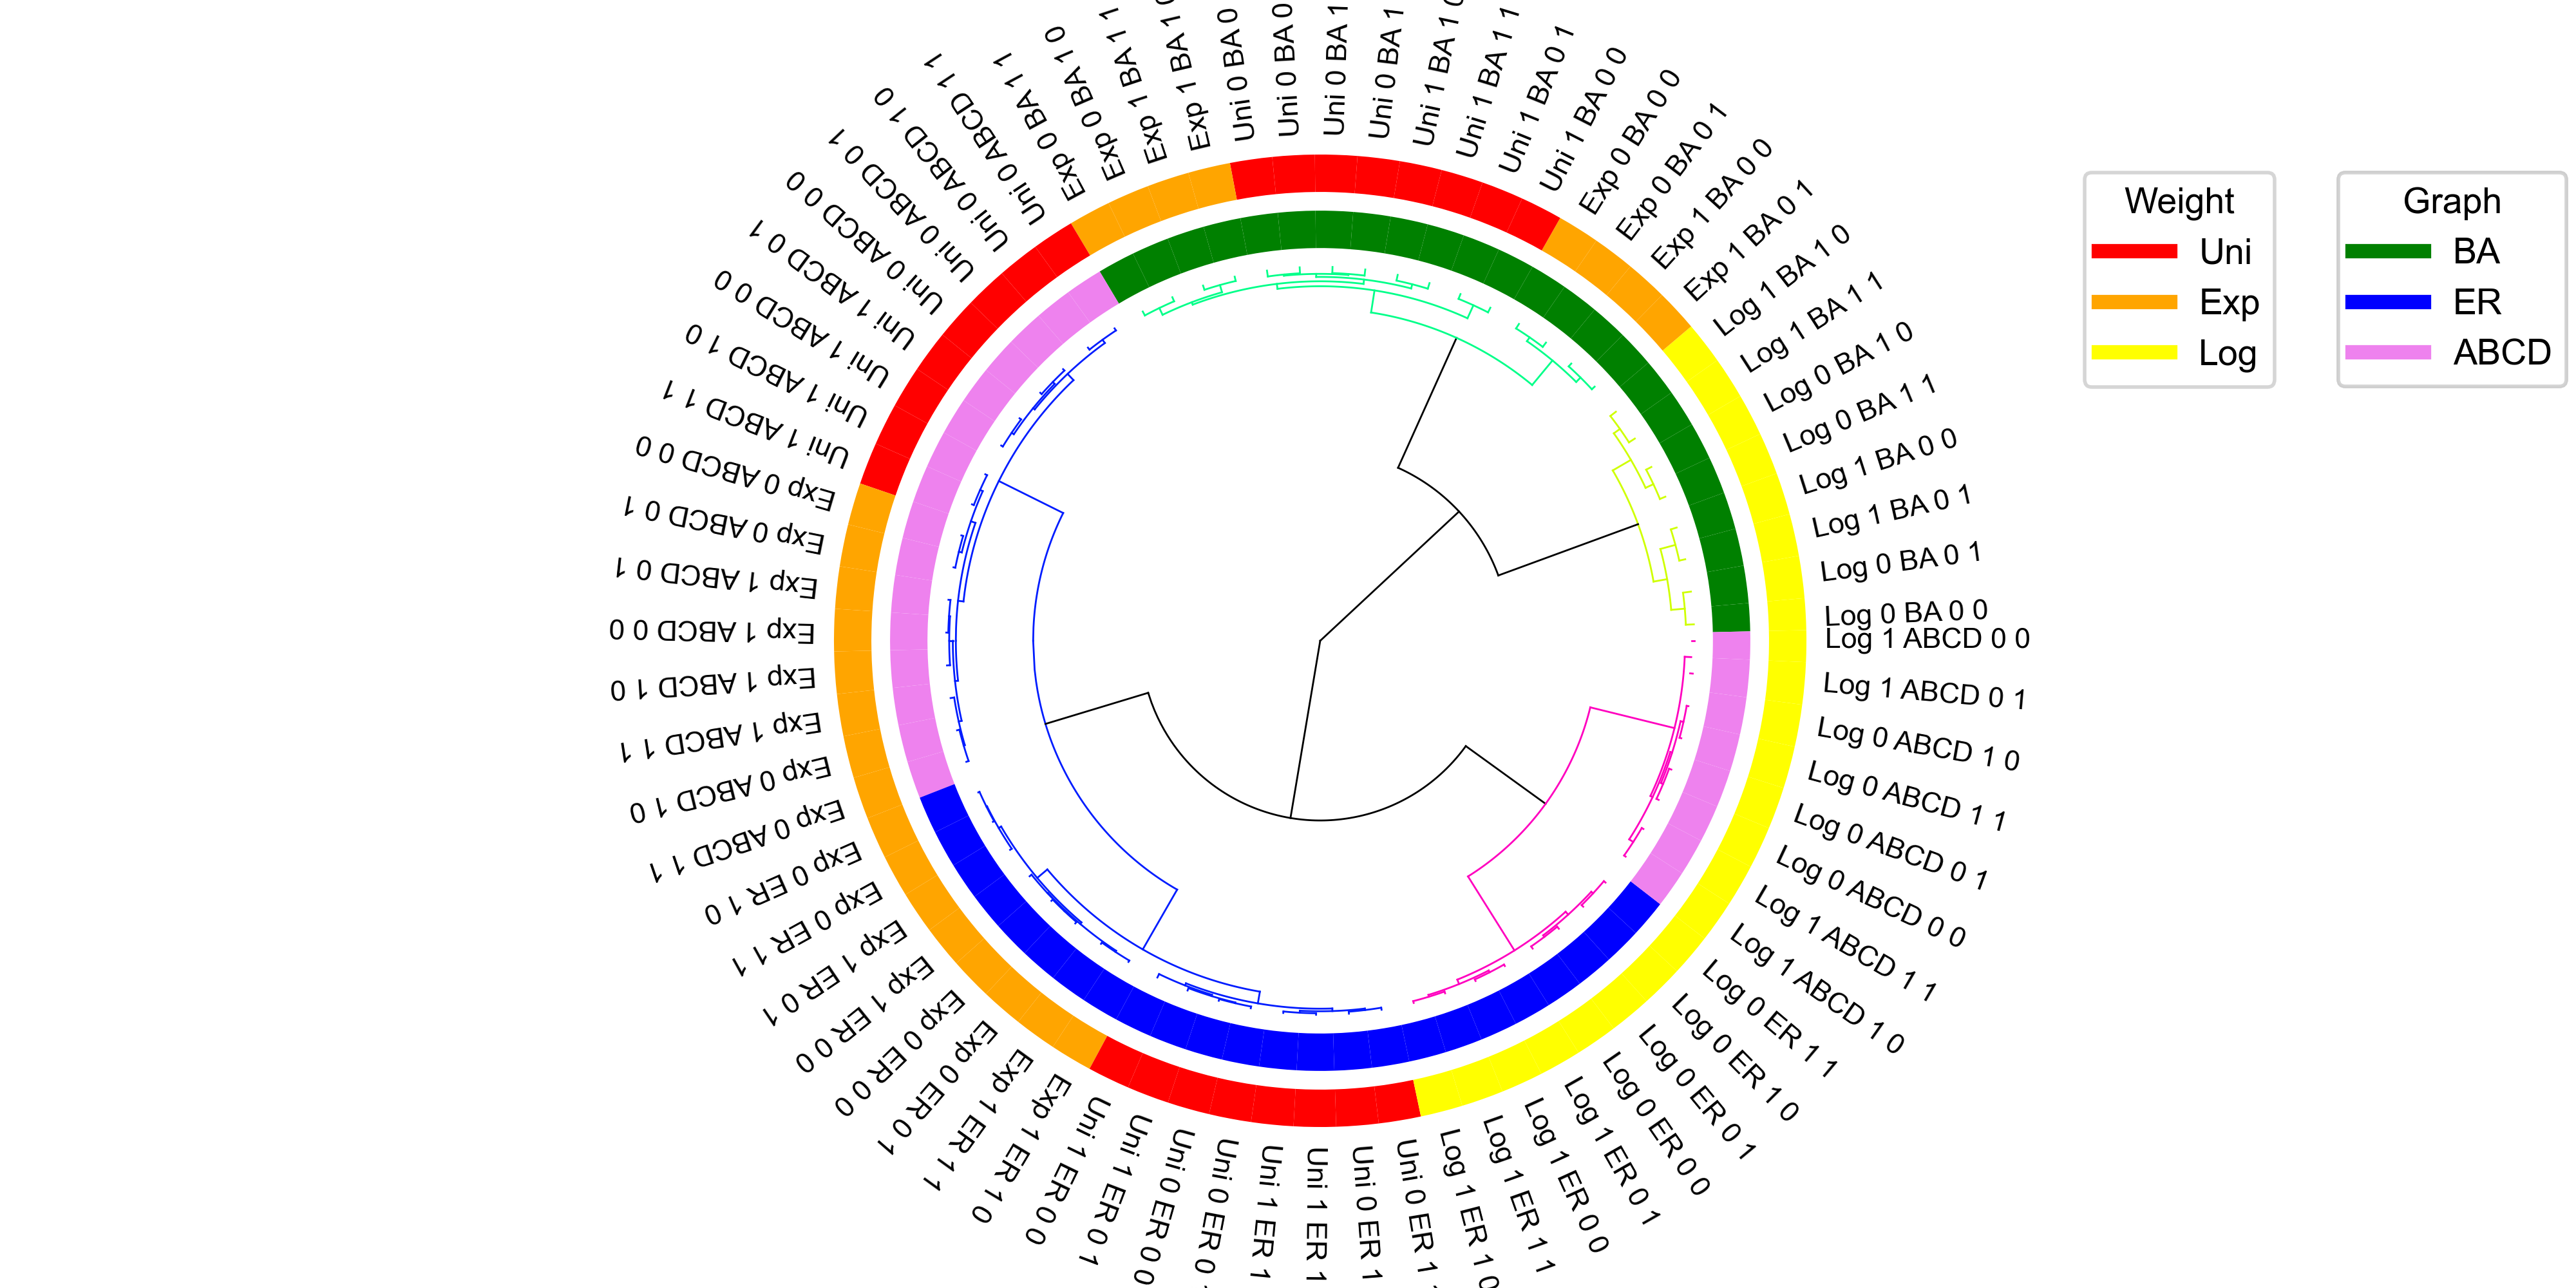 Exp 1 ABCD 0 0
Exp 1 ABCD 0 1
Exp 0 ABCD 0 1
Exp 0 ABCD 0 0
Uni 1 ABCD 1 1
Uni 1 ABCD 1 0
Uni 1 ABCD 0 0
Uni 1 ABCD 0 1
Uni 0 ABCD 0 0
Uni 0 ABCD 0 1
Uni 0 ABCD 1 0
Uni 0 ABCD 1 1
Exp 0 BA 1 1
Exp 0 BA 1 0
Exp 1 BA 1 1
Exp 1 BA 1 0
Uni 0 BA 0
Uni 0 BA 0
Uni 0 BA 1
Uni 0 BA 1
Uni 1 BA 1 0
Uni 1 BA 1 1
Uni 1 BA 0 1
Uni 1 BA 0 0
Exp 0 BA 0 0
Exp 0 BA 0 1
Exp 1 BA 0 0
Exp 1 BA 0 1
Log 1 BA 1 0
Log 1 BA 1 1
Log 0 BA 1 0
Log 0 BA 1 1
Log 1 BA 0 0
Log 1 BA 0 1
Log 0 BA 0 1
Log 0 BA 0 0
Log 1 ABCD 0 0
Log 1 ABCD 0 1
Log 0 ABCD 1 0
Log 0 ABCD 1 1
Log 0 ABCD 0 1
Log 0 ABCD 0 0
Log 1 ABCD 1 1
Log 1 ABCD 1 0
Log 0 ER 1 1
Log 0 ER 1 0
Log 0 ER 0 1
Log 0 ER 0 0
Log 1 ER 0 1
Log 1 ER 0 0
Log 1 ER 1 1
Log 1 ER 1 0
Uni 0 ER 1
Uni 0 ER 1
Uni 1 ER 1
Uni 1 ER 1
Uni 0 ER 0
Uni 0 ER 0 0
Uni 1 ER 0 1
Uni 1 ER 0 0
Exp 1 ER 1 0
Exp 1 ER 1 1
Exp 0 ER 0 1
Exp 0 ER 0 0
Exp 1 ER 0 0
Exp 1 ER 0 1
Exp 0 ER 1 1
Exp 0 ER 1 0
Exp 0 ABCD 1 1
Exp 0 ABCD 1 0
Exp 1 ABCD 1 1
Exp 1 ABCD 1 0
Weight
Uni
Exp
Log
Graph
BA
ER
ABCD